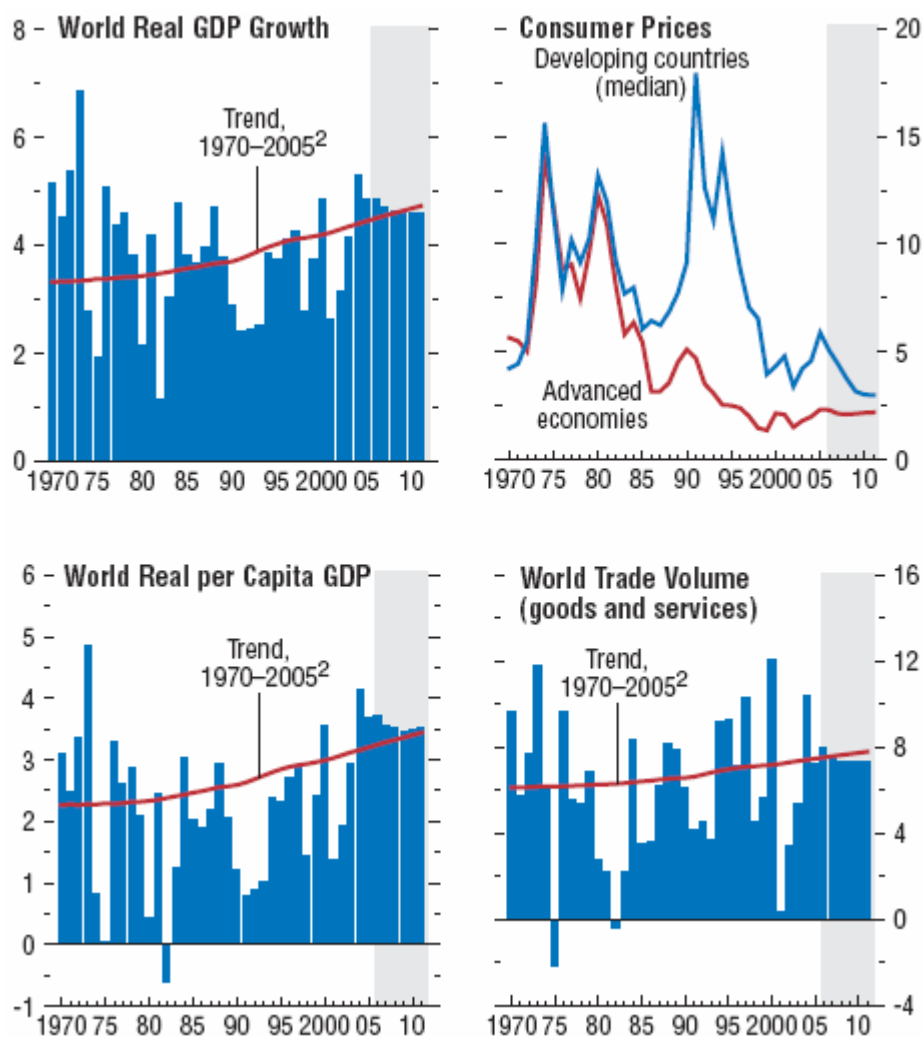 World Real GDP Growth
8
6
4
2
0
Trend,
1970–2005²
1970 75 80 85 90 95 2000 05 10
Consumer Prices
Developing countries
(median)
Advanced
economies
20
15
10
5
0
1970 75 80 85 90 95 2000 05 10
World Real per Capita GDP
6
5
4
3
2
1
0
-1
Trend,
1970–2005²
1970 75 80 85 90 95 2000 05 10
World Trade Volume
(goods and services)
Trend,
1970–2005²
16
12
8
4
0
-4
1970 75 80 85 90 95 2000 05 10